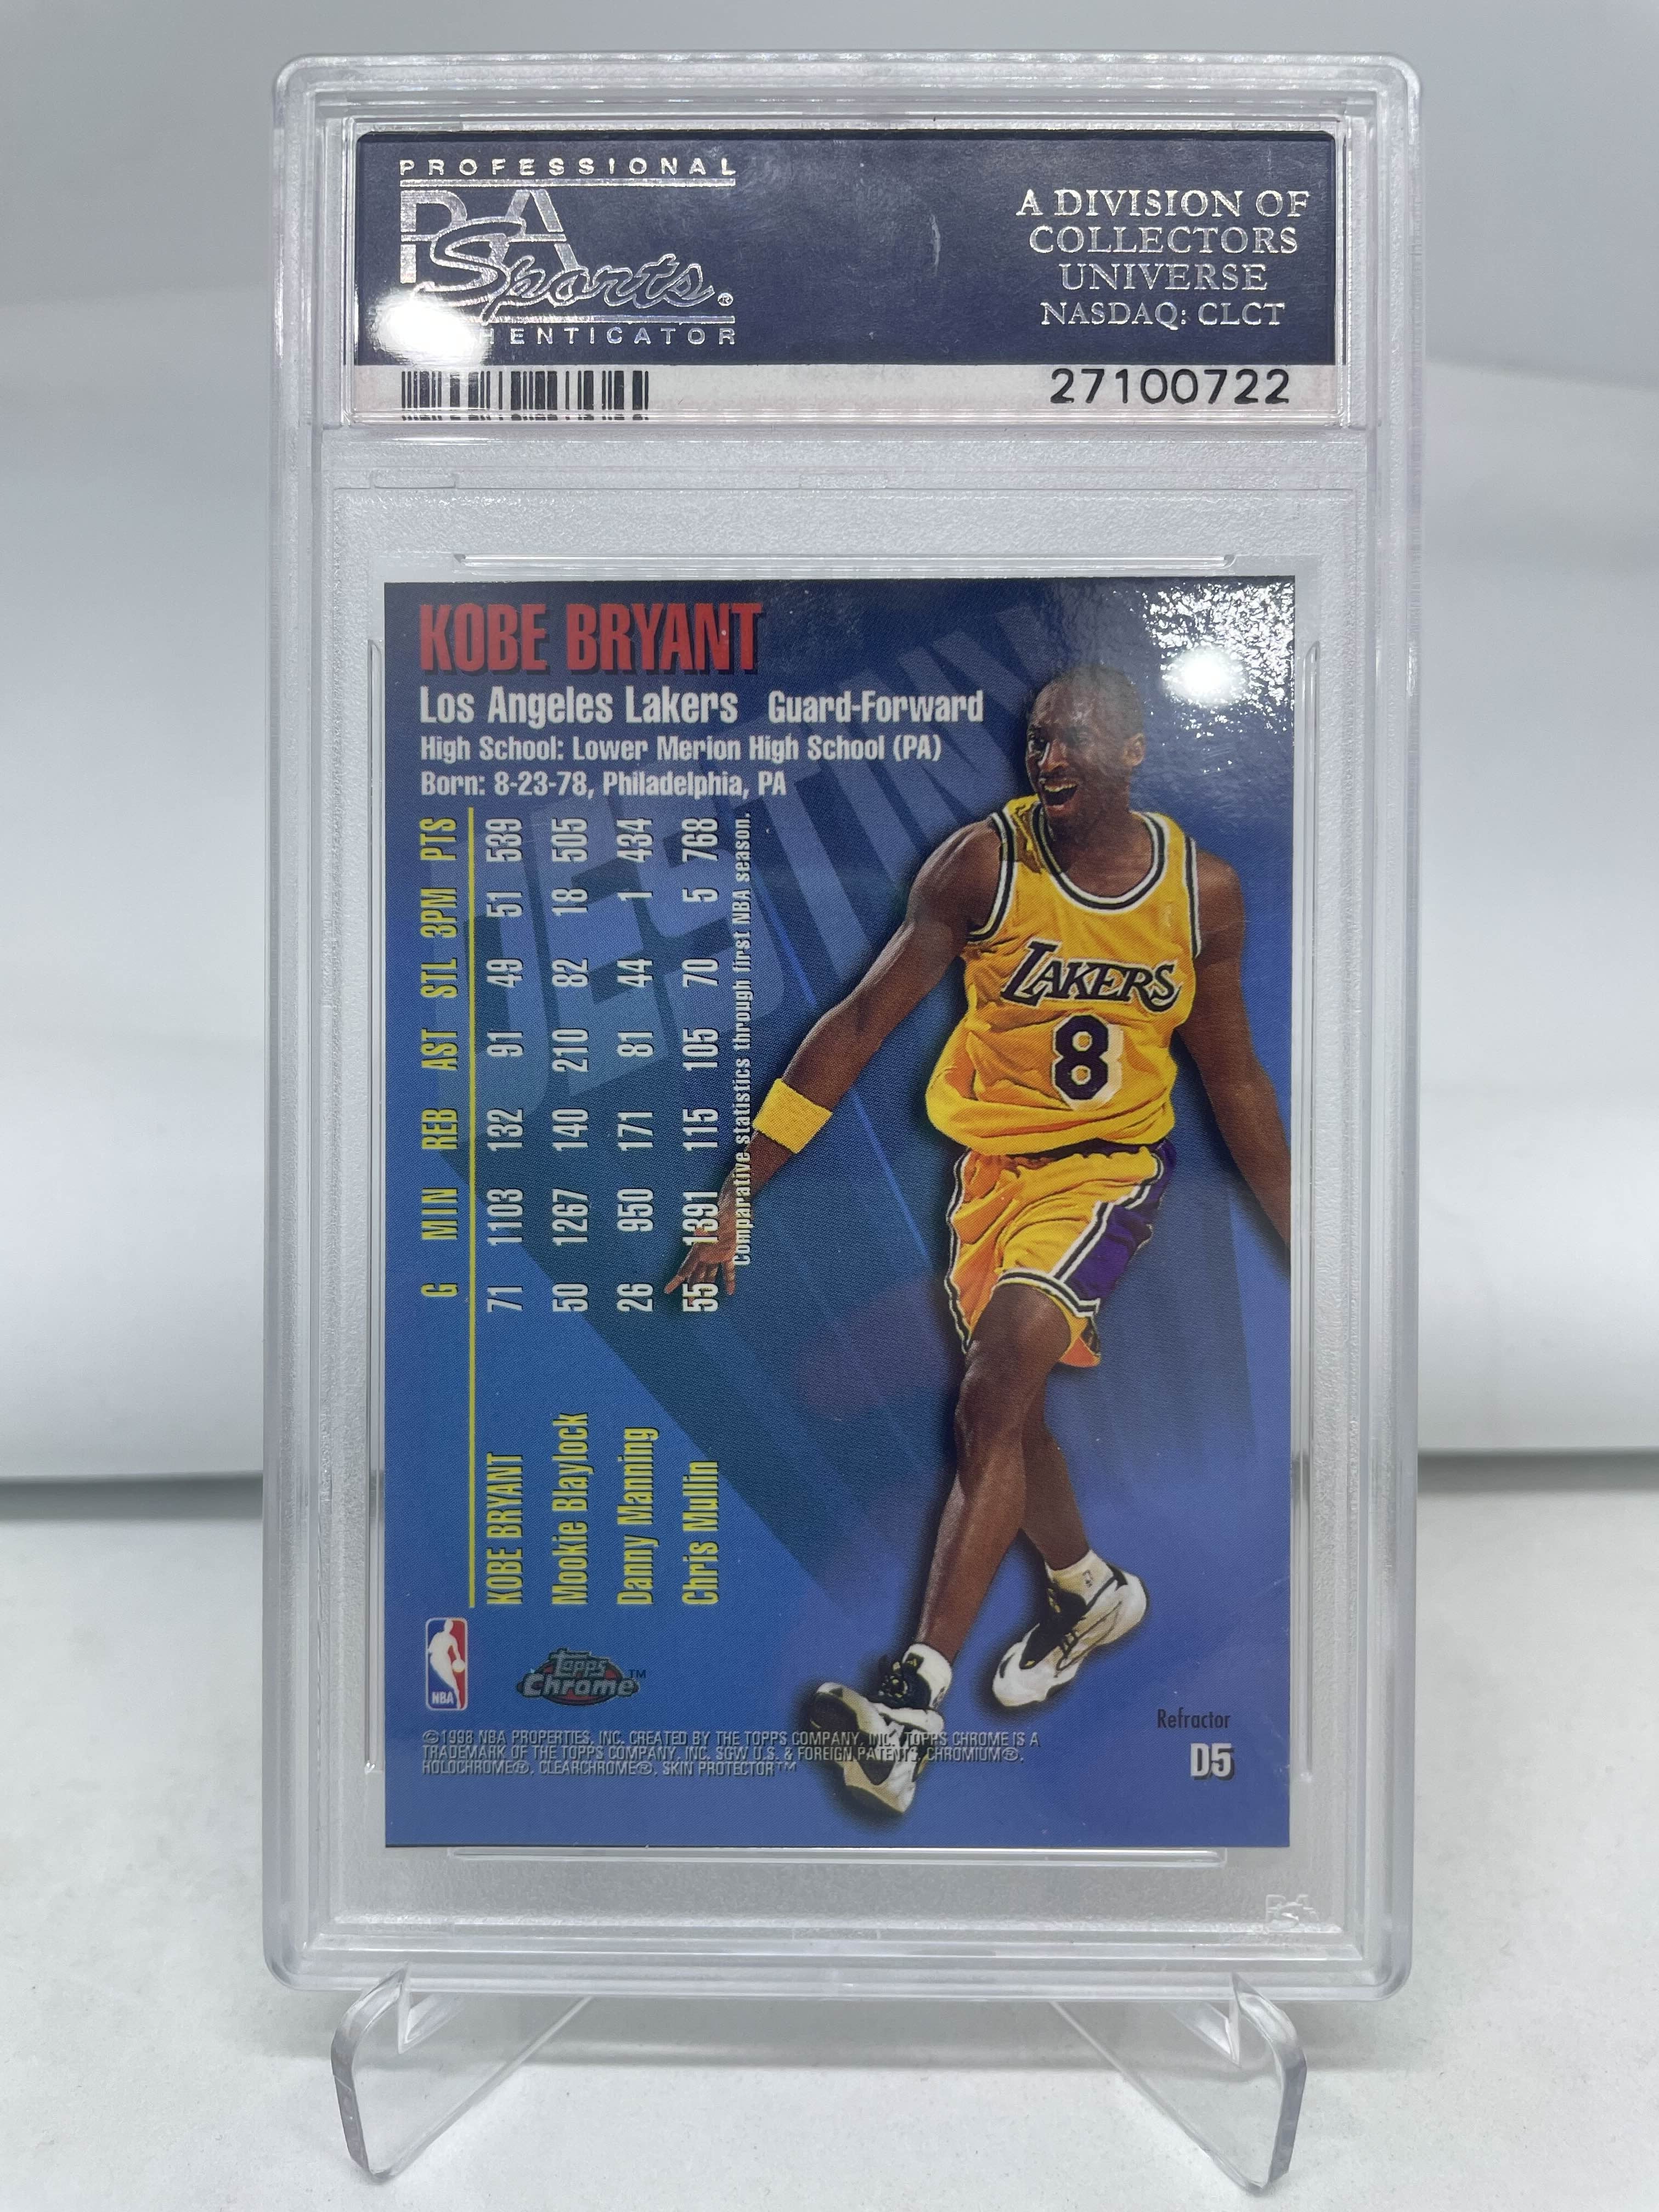 PROFESSIONAL
PSA
Sports®
HENTICATOR
A DIVISION OF
COLLECTORS
UNIVERSE
NASDAQ: CLCT
27100722
KOBE BRYANT
Los Angeles Lakers Guard-Forward
High School: Lower Merion High School (PA)
Born: 8-23-78, Philadelphia, PA
DESTINY
G MIN REB AST STL 3PM PTS
KOBE BRYANT 71 1103 132 91 49 51 539
Mookie Blaylock 50 1267 140 210 82 18 505
Danny Manning 26 950 171 81 44 1 434
Chris Mullin 55 1391 115 105 70 5 768
Comparative statistics through first NBA season.
LAKERS
8
NBA
Topps
Chrome™
©1998 NBA PROPERTIES, INC. CREATED BY THE TOPPS COMPANY, INC. TOPPS CHROME IS A
TRADEMARK OF THE TOPPS COMPANY, INC. SGW U.S. & FOREIGN PATENTS, CHROMIUM®,
HOLOCHROME®, CLEARCHROME®, SKIN PROTECTOR™
Refractor
D5
PSA